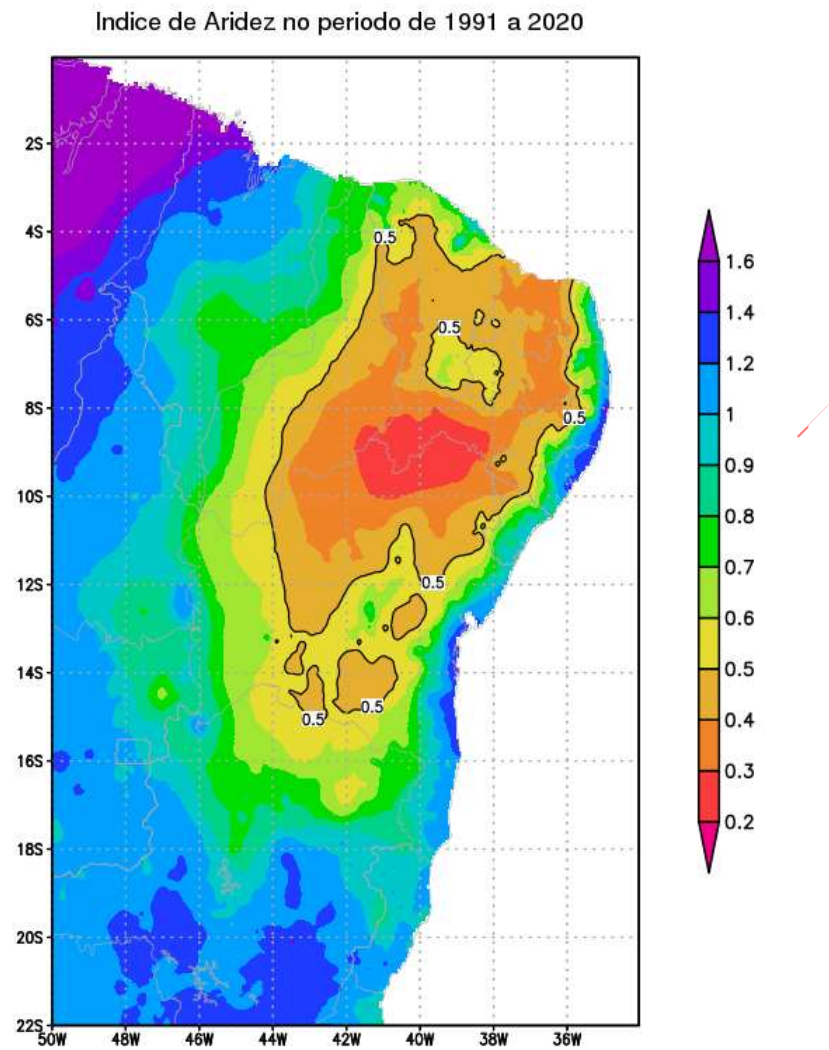 Indice de Aridez no periodo de 1991 a 2020
2S
4S
6S
8S
10S
12S
14S
16S
18S
20S
22S
50W 48W 46W 44W 42W 40W 38W 36W
0.5
0.5
0.5
0.5
0.5
0.5
1.6
1.4
1.2
1
0.9
0.8
0.7
0.6
0.5
0.4
0.3
0.2